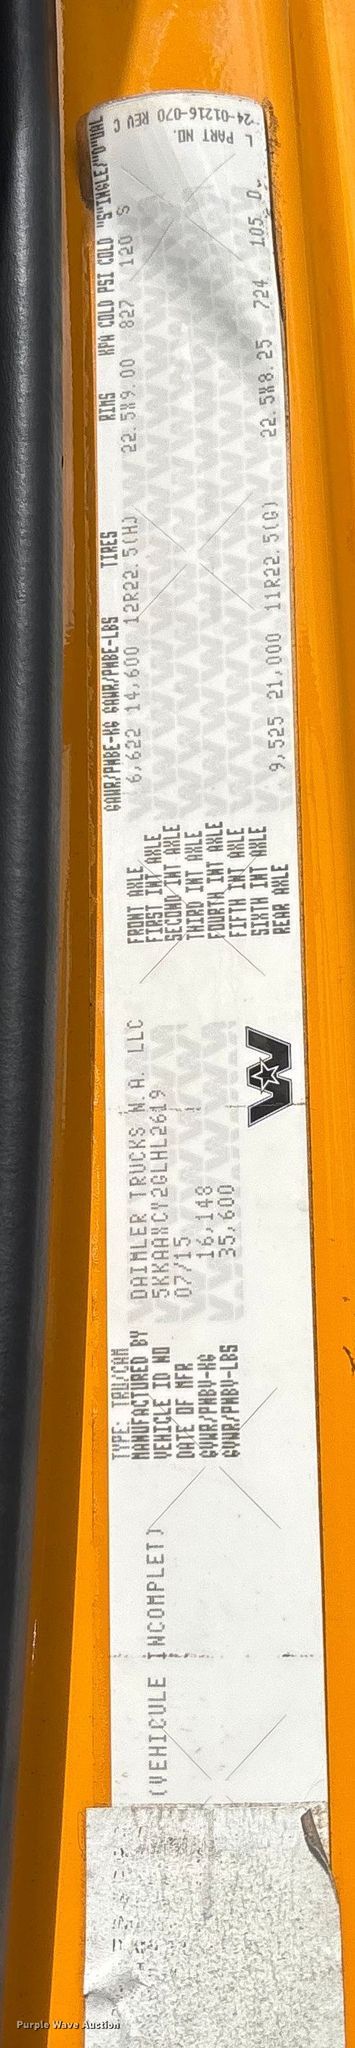 (VEHICULE INCOMPLET)
TYPE: TRU/CAM
MANUFACTURED BY DAIMLER TRUCKS N.A. LLC
VEHICLE ID NO 5KKAAXCY2GLHL2619
DATE OF MFR 07/15
GVWR/PNBV-KG 16,148
GVWR/PNBV-LBS 35,600
GAWR/PNBE-KG GAWR/PNBE-LBS TIRES RIMS KPA COLD PSI COLD "S"INGLE/"D"UAL
FRONT AXLE 6,622 14,600 12R22.5(H) 22.5X9.00 827 120 S
FIRST INT AXLE
SECOND INT AXLE
THIRD INT AXLE
FOURTH INT AXLE
FIFTH INT AXLE
SIXTH INT AXLE
REAR AXLE 9,525 21,000 11R22.5(G) 22.5X8.25 724 105 D
L PART NO.
24-01216-070 REV C
Purple Wave Auction